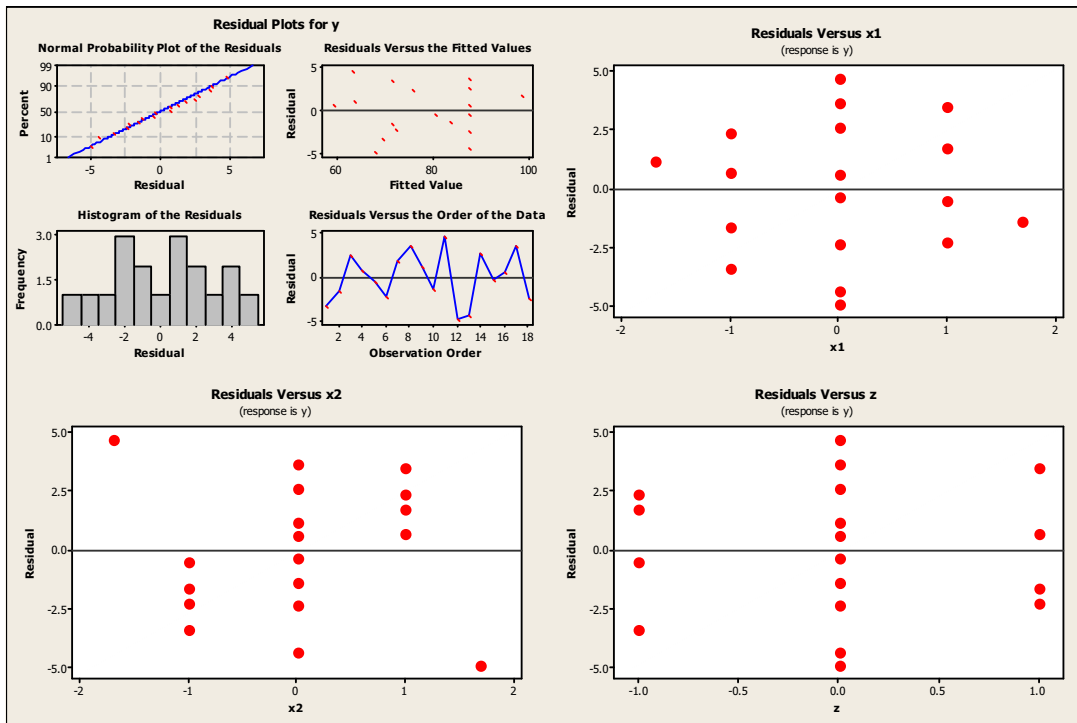 Residual Plots for y
Normal Probability Plot of the Residuals
99
90
50
10
1
Percent
-5 0 5
Residual
Residuals Versus the Fitted Values
5
0
-5
Residual
60 80 100
Fitted Value
Histogram of the Residuals
3.0
1.5
0.0
Frequency
-4 -2 0 2 4
Residual
Residuals Versus the Order of the Data
5
0
-5
Residual
2 4 6 8 10 12 14 16 18
Observation Order
Residuals Versus x1
(response is y)
5.0
2.5
0.0
-2.5
-5.0
Residual
-2 -1 0 1 2
x1
Residuals Versus x2
(response is y)
5.0
2.5
0.0
-2.5
-5.0
Residual
-2 -1 0 1 2
x2
Residuals Versus z
(response is y)
5.0
2.5
0.0
-2.5
-5.0
Residual
-1.0 -0.5 0.0 0.5 1.0
z